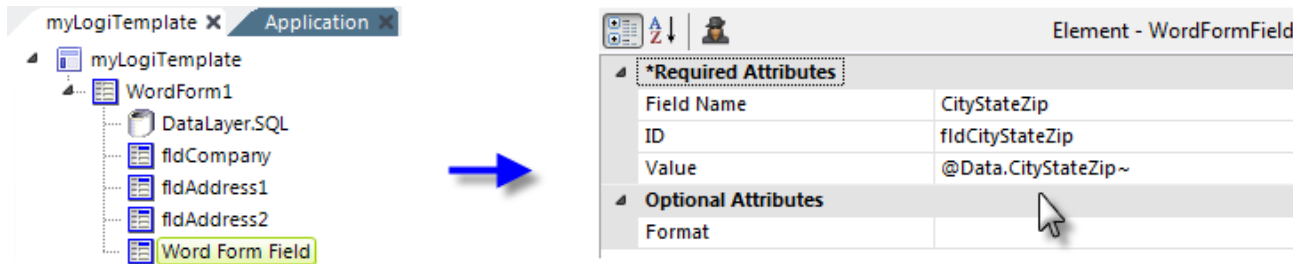 myLogiTemplate Application
myLogiTemplate
WordForm1
DataLayer.SQL
fldCompany
fldAddress1
fldAddress2
Word Form Field
Element - WordFormField
*Required Attributes
Field Name CityStateZip
ID fldCityStateZip
Value @Data.CityStateZip~
Optional Attributes
Format